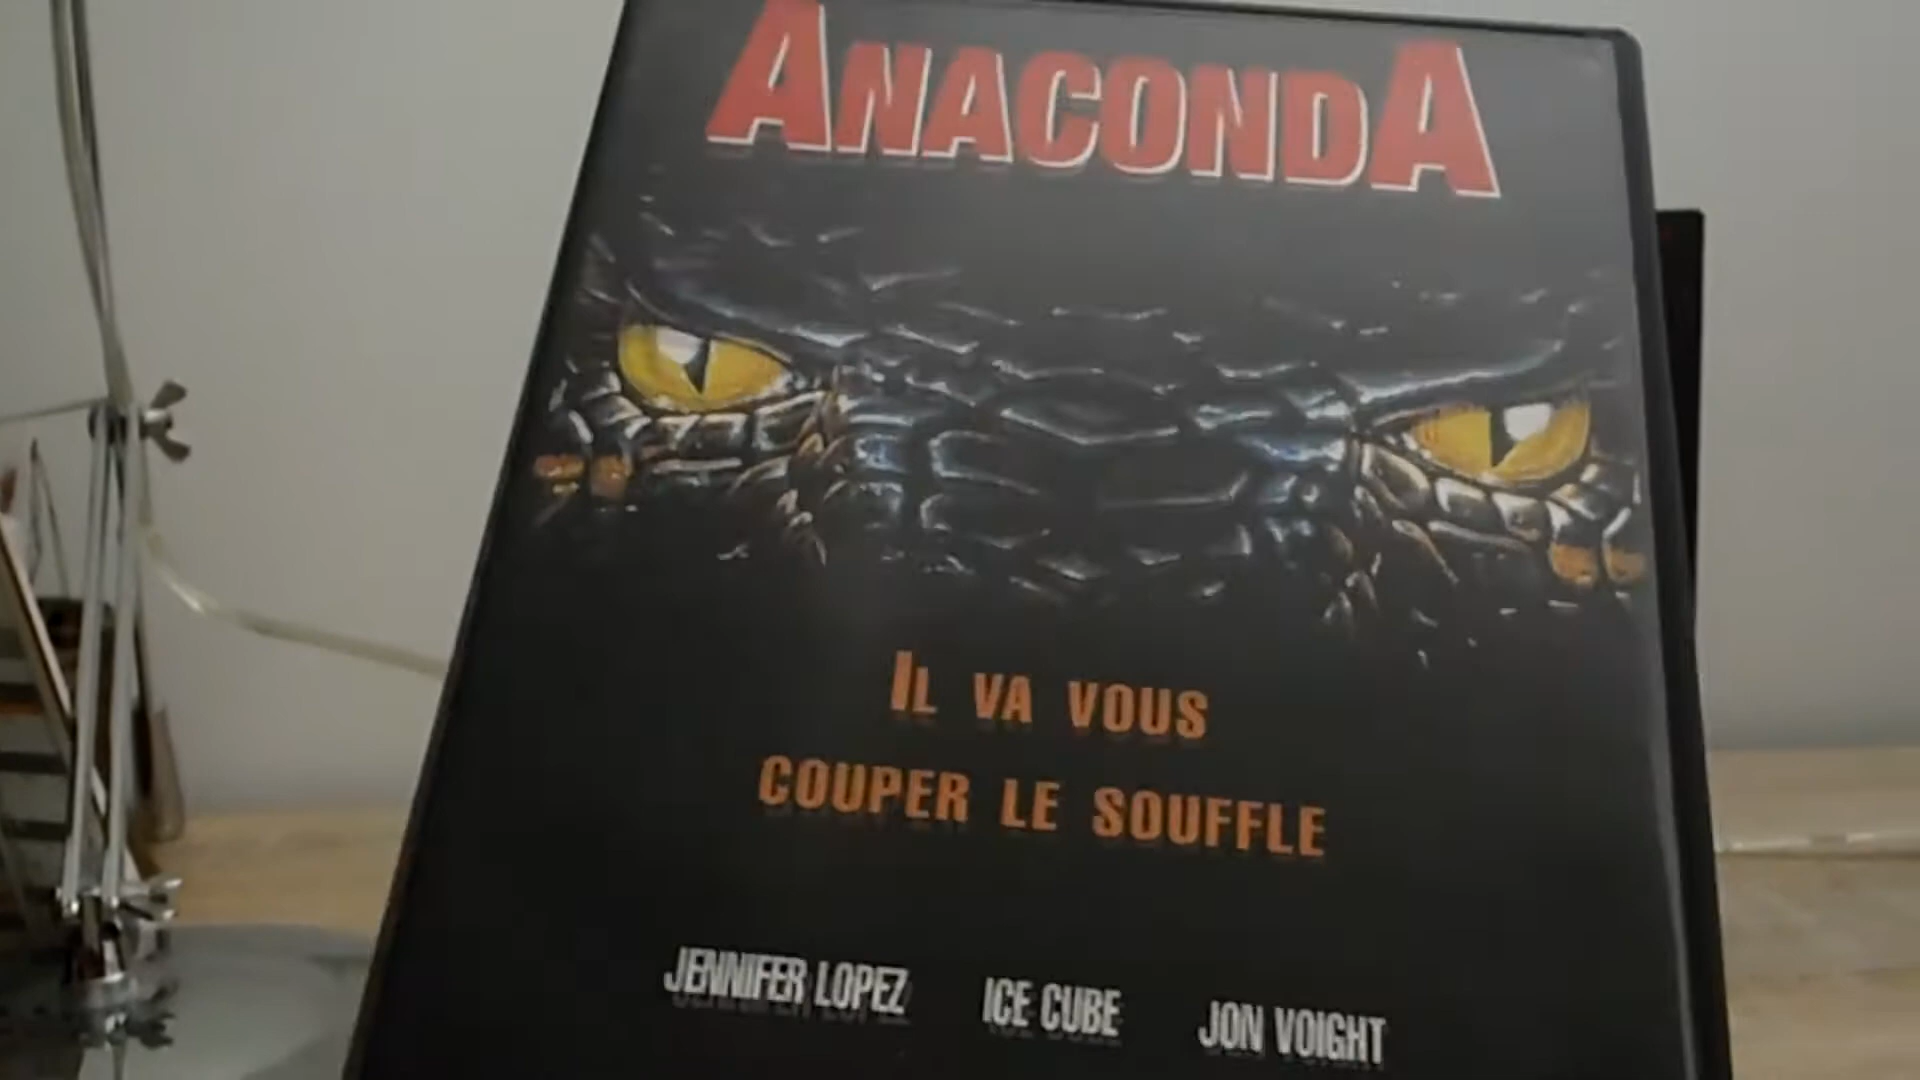 ANACONDA
IL VA VOUS
COUPER LE SOUFFLE
JENNIFER LOPEZ ICE CUBE JON VOIGHT